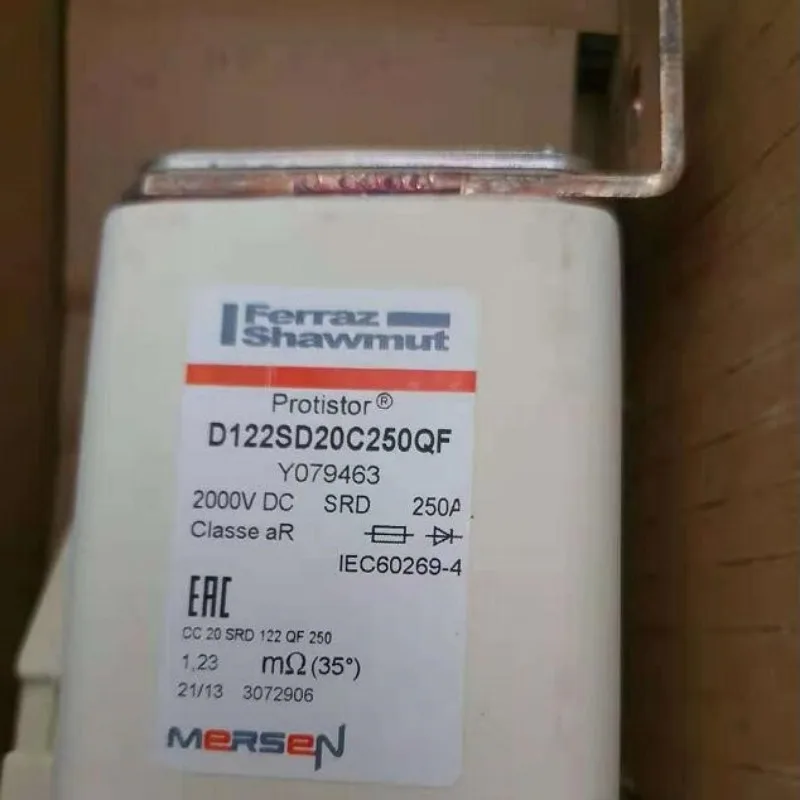 Ferraz
Shawmut
Protistor®
D122SD20C250QF
Y079463
2000V DC SRD 250A
Classe aR
IEC60269-4
EAC
CC 20 SRD 122 QF 250
1,23 mΩ (35°)
21/13 3072906
MERSEN